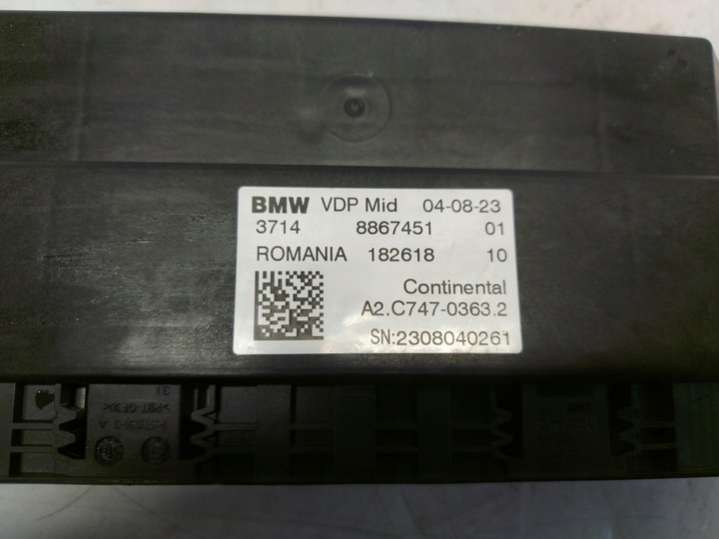 BMW VDP Mid 04-08-23
3714 8867451 01
ROMANIA 182618 10
Continental
A2.C747-0363.2
SN:2308040261